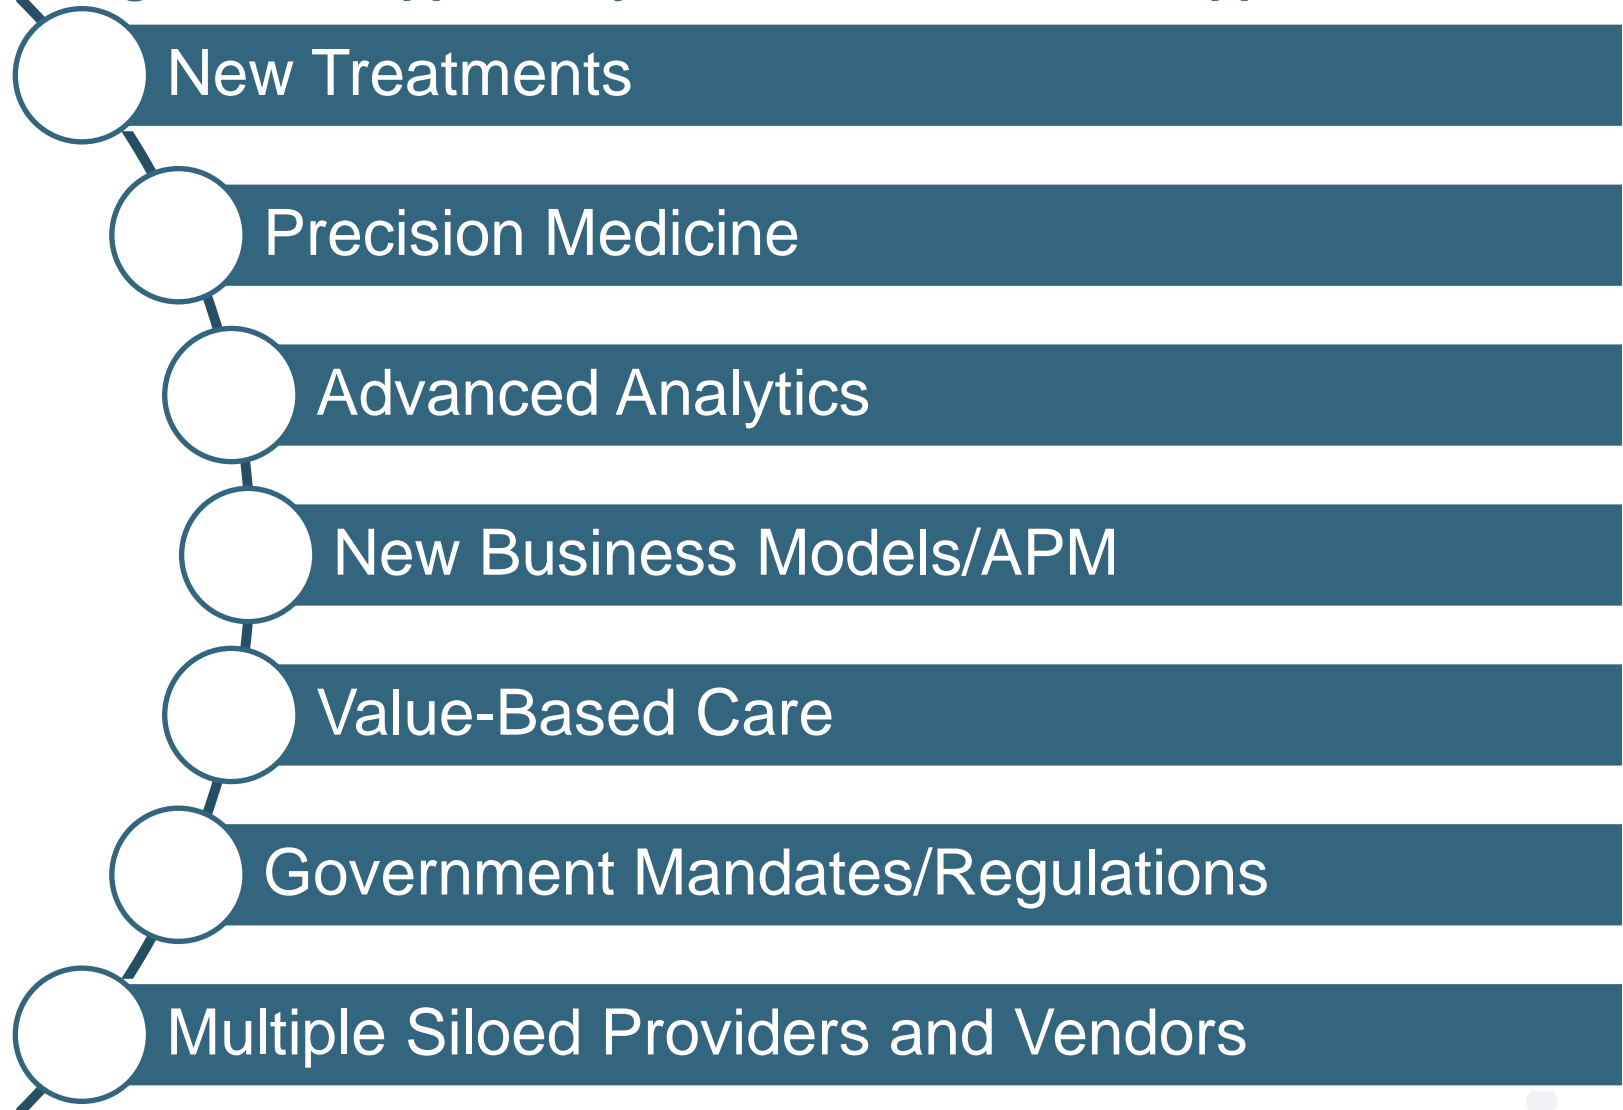 New Treatments
Precision Medicine
Advanced Analytics
New Business Models/APM
Value-Based Care
Government Mandates/Regulations
Multiple Siloed Providers and Vendors